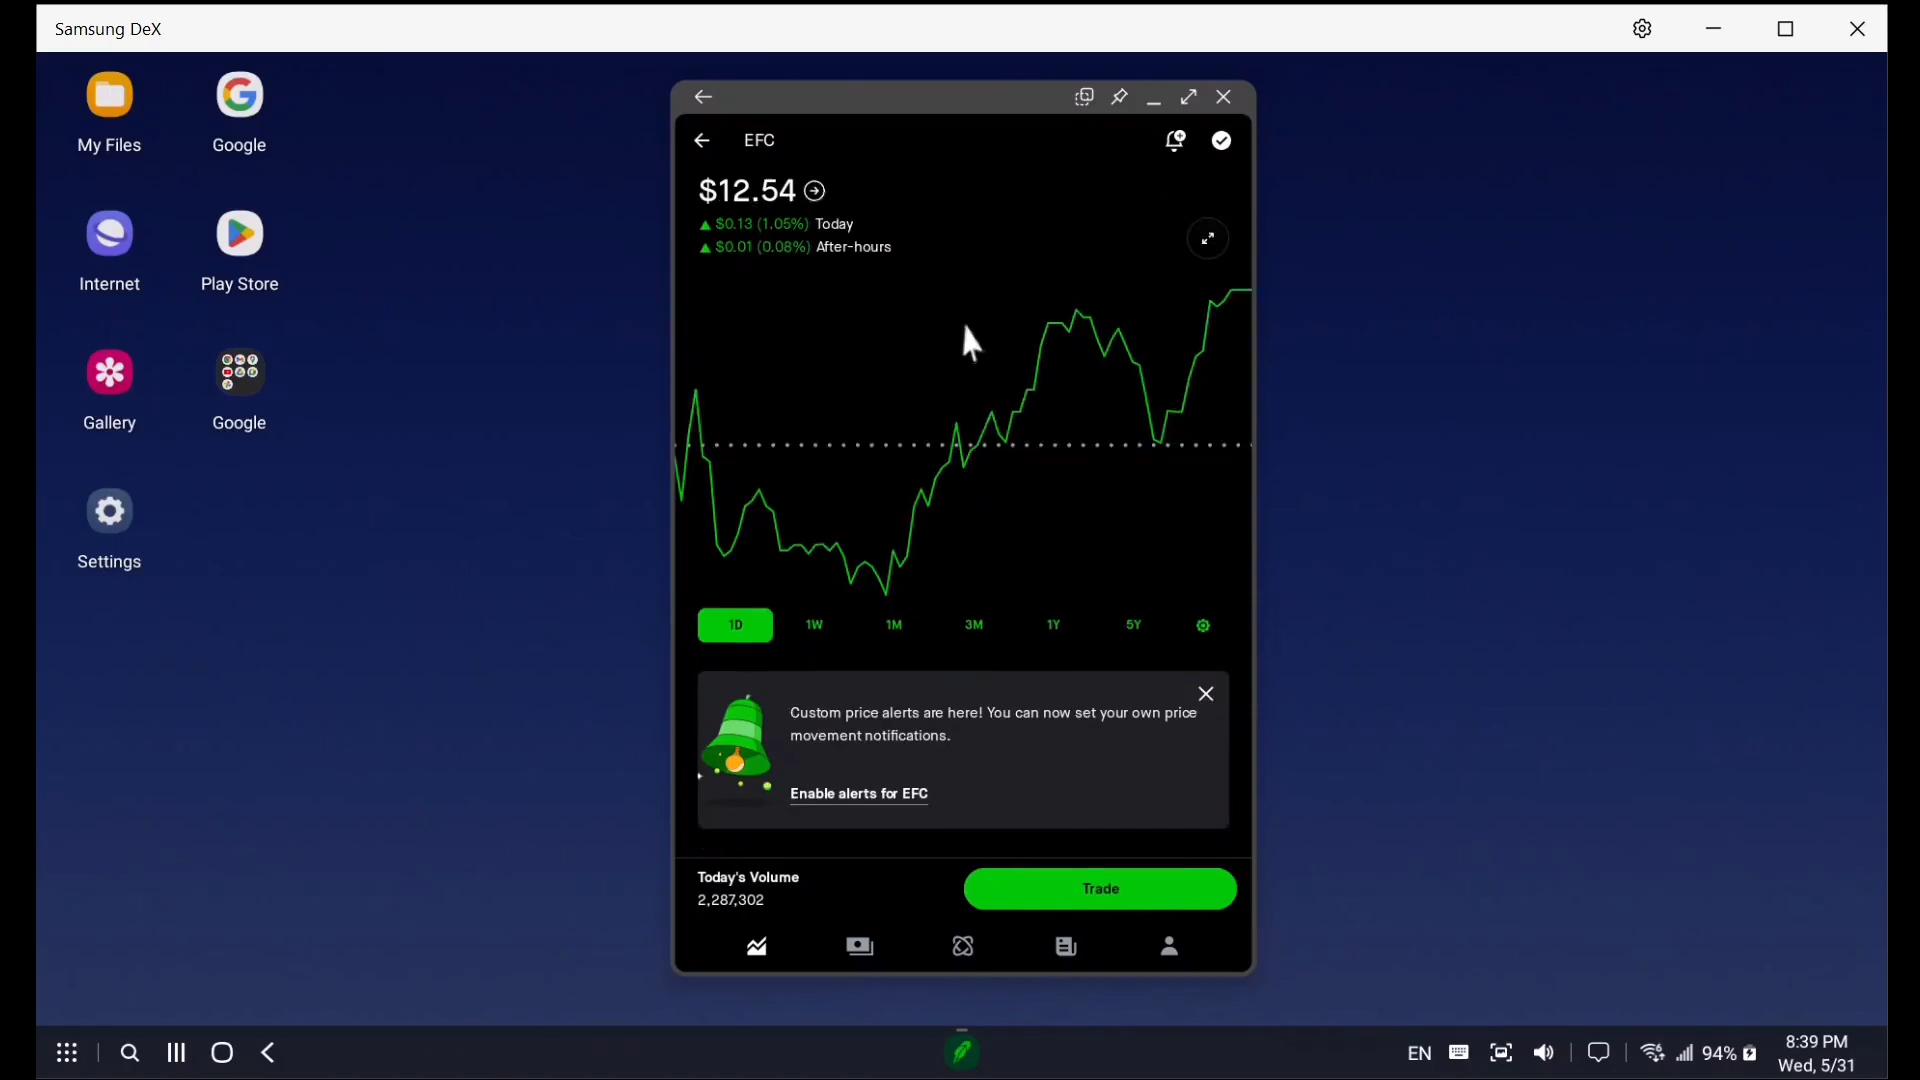 Samsung DeX
My Files
Google
Internet
Play Store
Gallery
Google
Settings
EFC
$12.54
▲ $0.13 (1.05%) Today
▲ $0.01 (0.08%) After-hours
1D 1W 1M 3M 1Y 5Y
Custom price alerts are here! You can now set your own price
movement notifications.
Enable alerts for EFC
Today's Volume
2,287,302
Trade
EN
94%
8:39 PM
Wed, 5/31